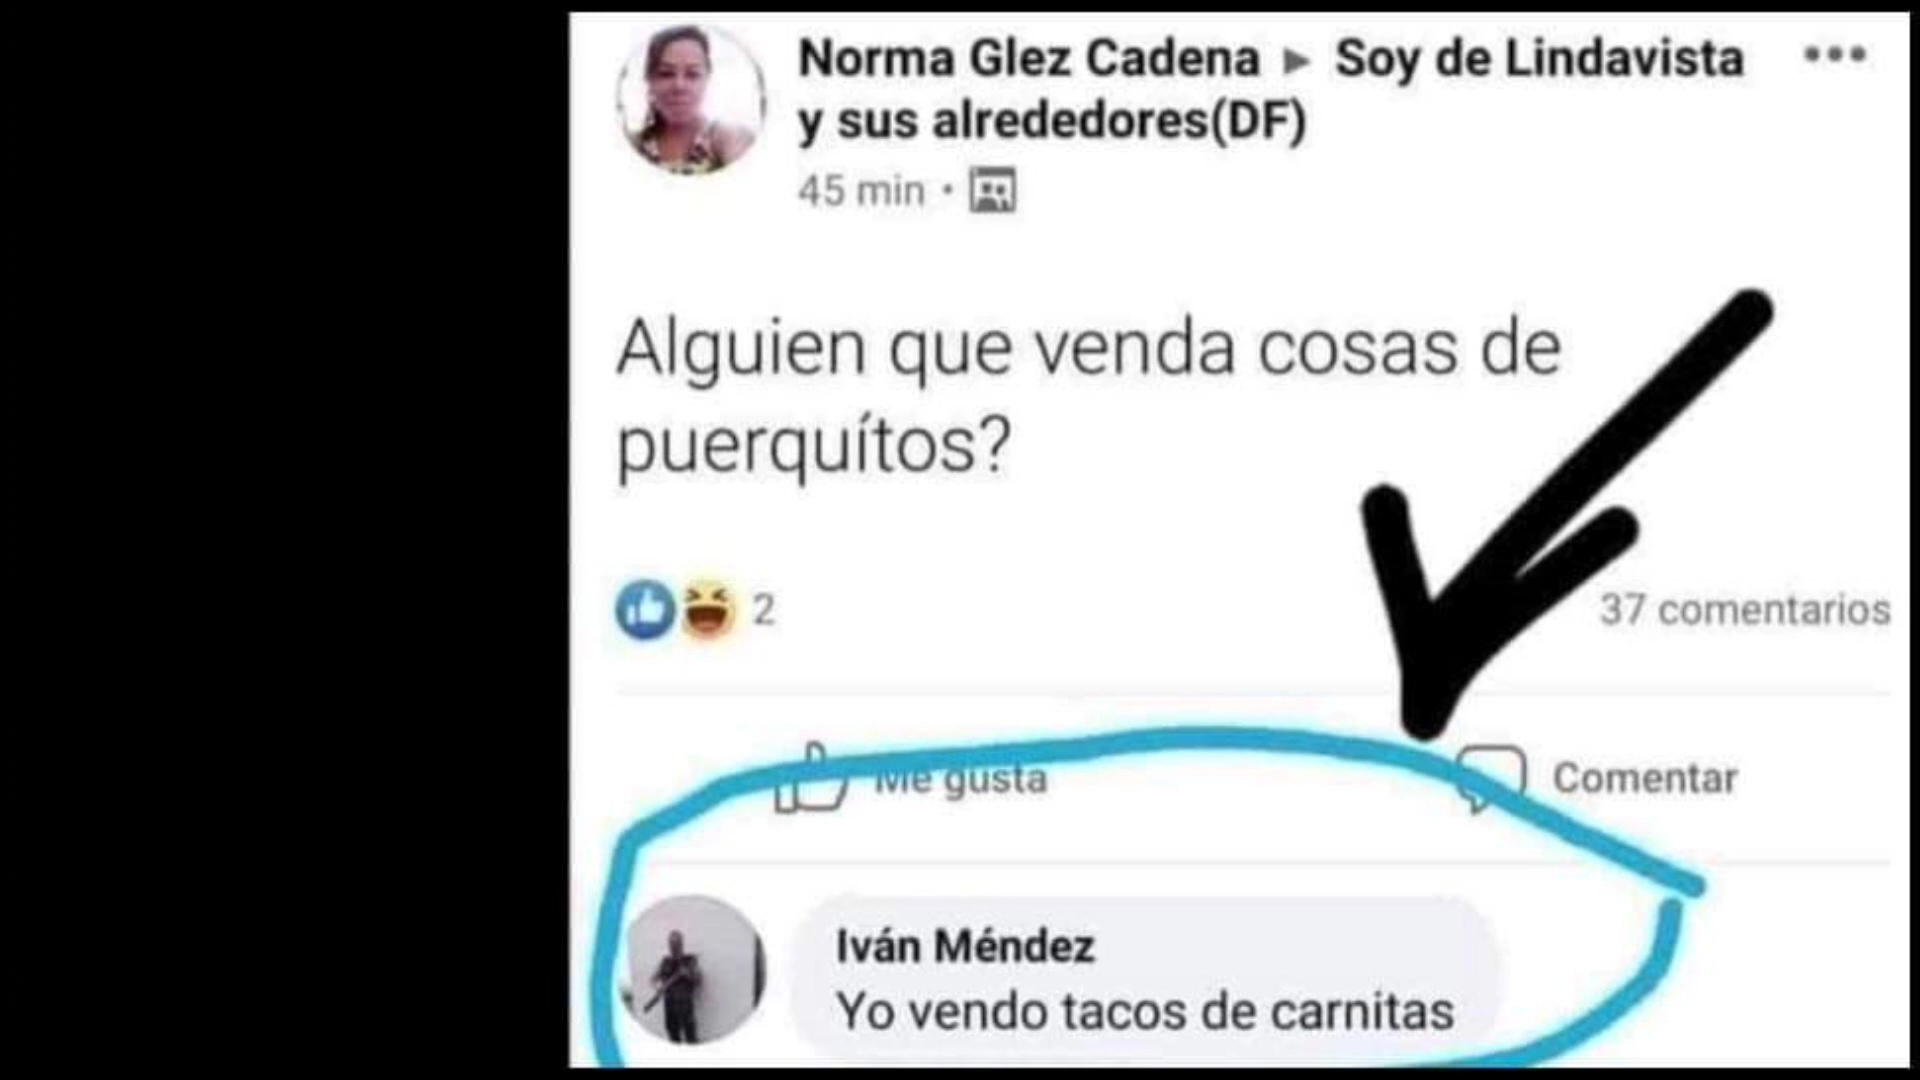 Norma Glez Cadena ▸ Soy de Lindavista
y sus alrededores(DF)
45 min ·
Alguien que venda cosas de
puerquítos?
2
37 comentarios
Me gusta
Comentar
Iván Méndez
Yo vendo tacos de carnitas